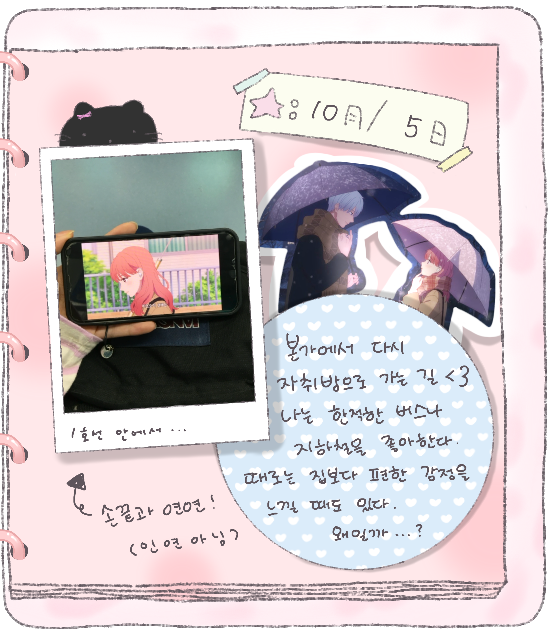 ☆: 10月/ 5日
1호선 안에서 ...
손끝과 연연!
(인연 아님)
본가에서 다시
자취방으로 가는 길 <3
나는 한적한 버스나
지하철을 좋아한다.
때로는 집보다 편한 감정을
느낄 때도 있다.
왜일까 ...?